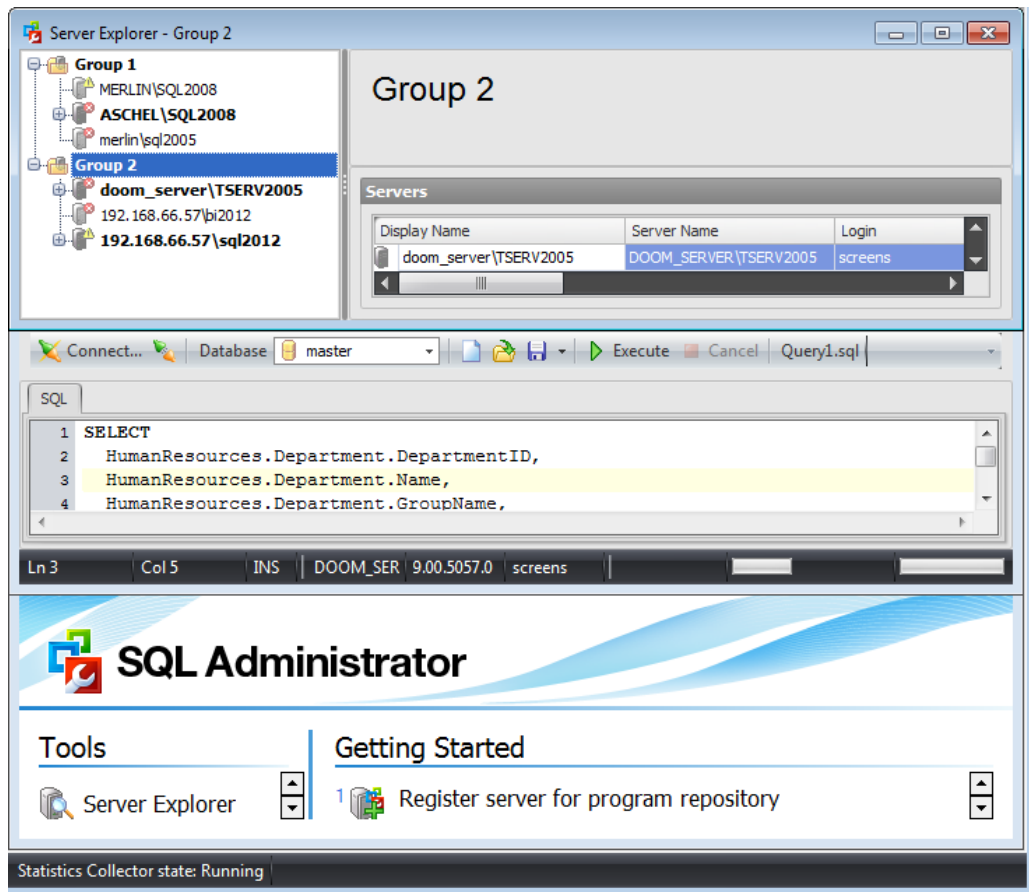 Server Explorer - Group 2
Group 1
MERLIN\SQL2008
ASCHEL\SQL2008
merlin\sql2005
Group 2
doom_server\TSERV2005
192.168.66.57\bi2012
192.168.66.57\sql2012
Group 2
Servers
Display Name Server Name Login
doom_server\TSERV2005 DOOM_SERVER\TSERV2005 screens
Connect... Database master Execute Cancel Query1.sql
SQL
1 SELECT
2 HumanResources.Department.DepartmentID,
3 HumanResources.Department.Name,
4 HumanResources.Department.GroupName,
Ln 3 Col 5 INS DOOM_SER 9.00.5057.0 screens
SQL Administrator
Tools
Server Explorer
Getting Started
1 Register server for program repository
Statistics Collector state: Running